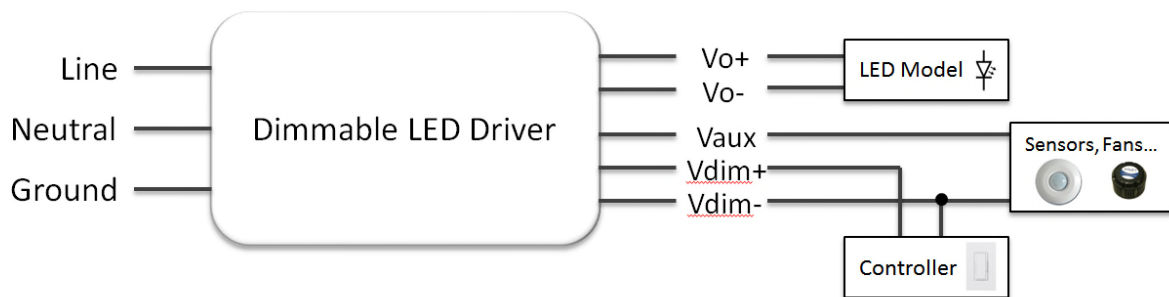 Line
Neutral
Ground
Dimmable LED Driver
Vo+
Vo-
Vaux
Vdim+
Vdim-
LED Model
Sensors, Fans...
Controller